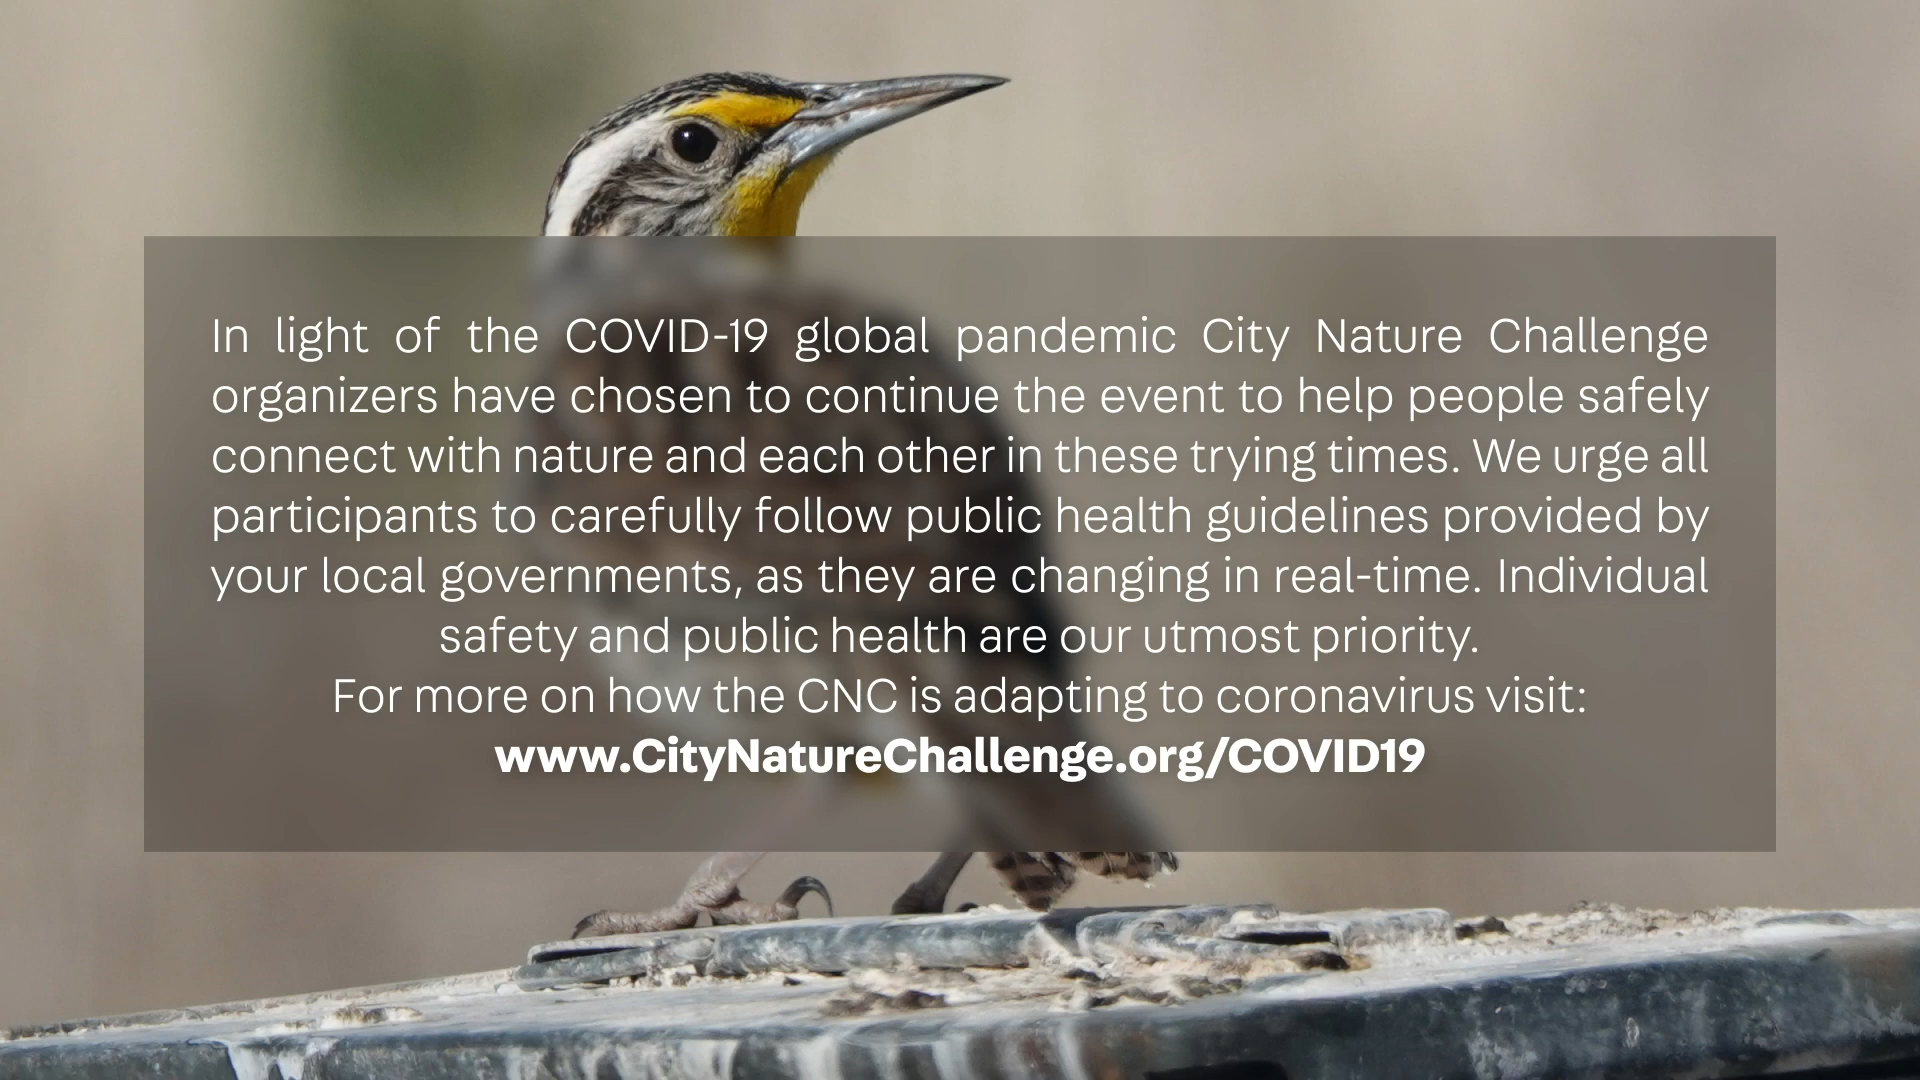 In light of the COVID-19 global pandemic City Nature Challenge
organizers have chosen to continue the event to help people safely
connect with nature and each other in these trying times. We urge all
participants to carefully follow public health guidelines provided by
your local governments, as they are changing in real-time. Individual
safety and public health are our utmost priority.
For more on how the CNC is adapting to coronavirus visit:
www.CityNatureChallenge.org/COVID19